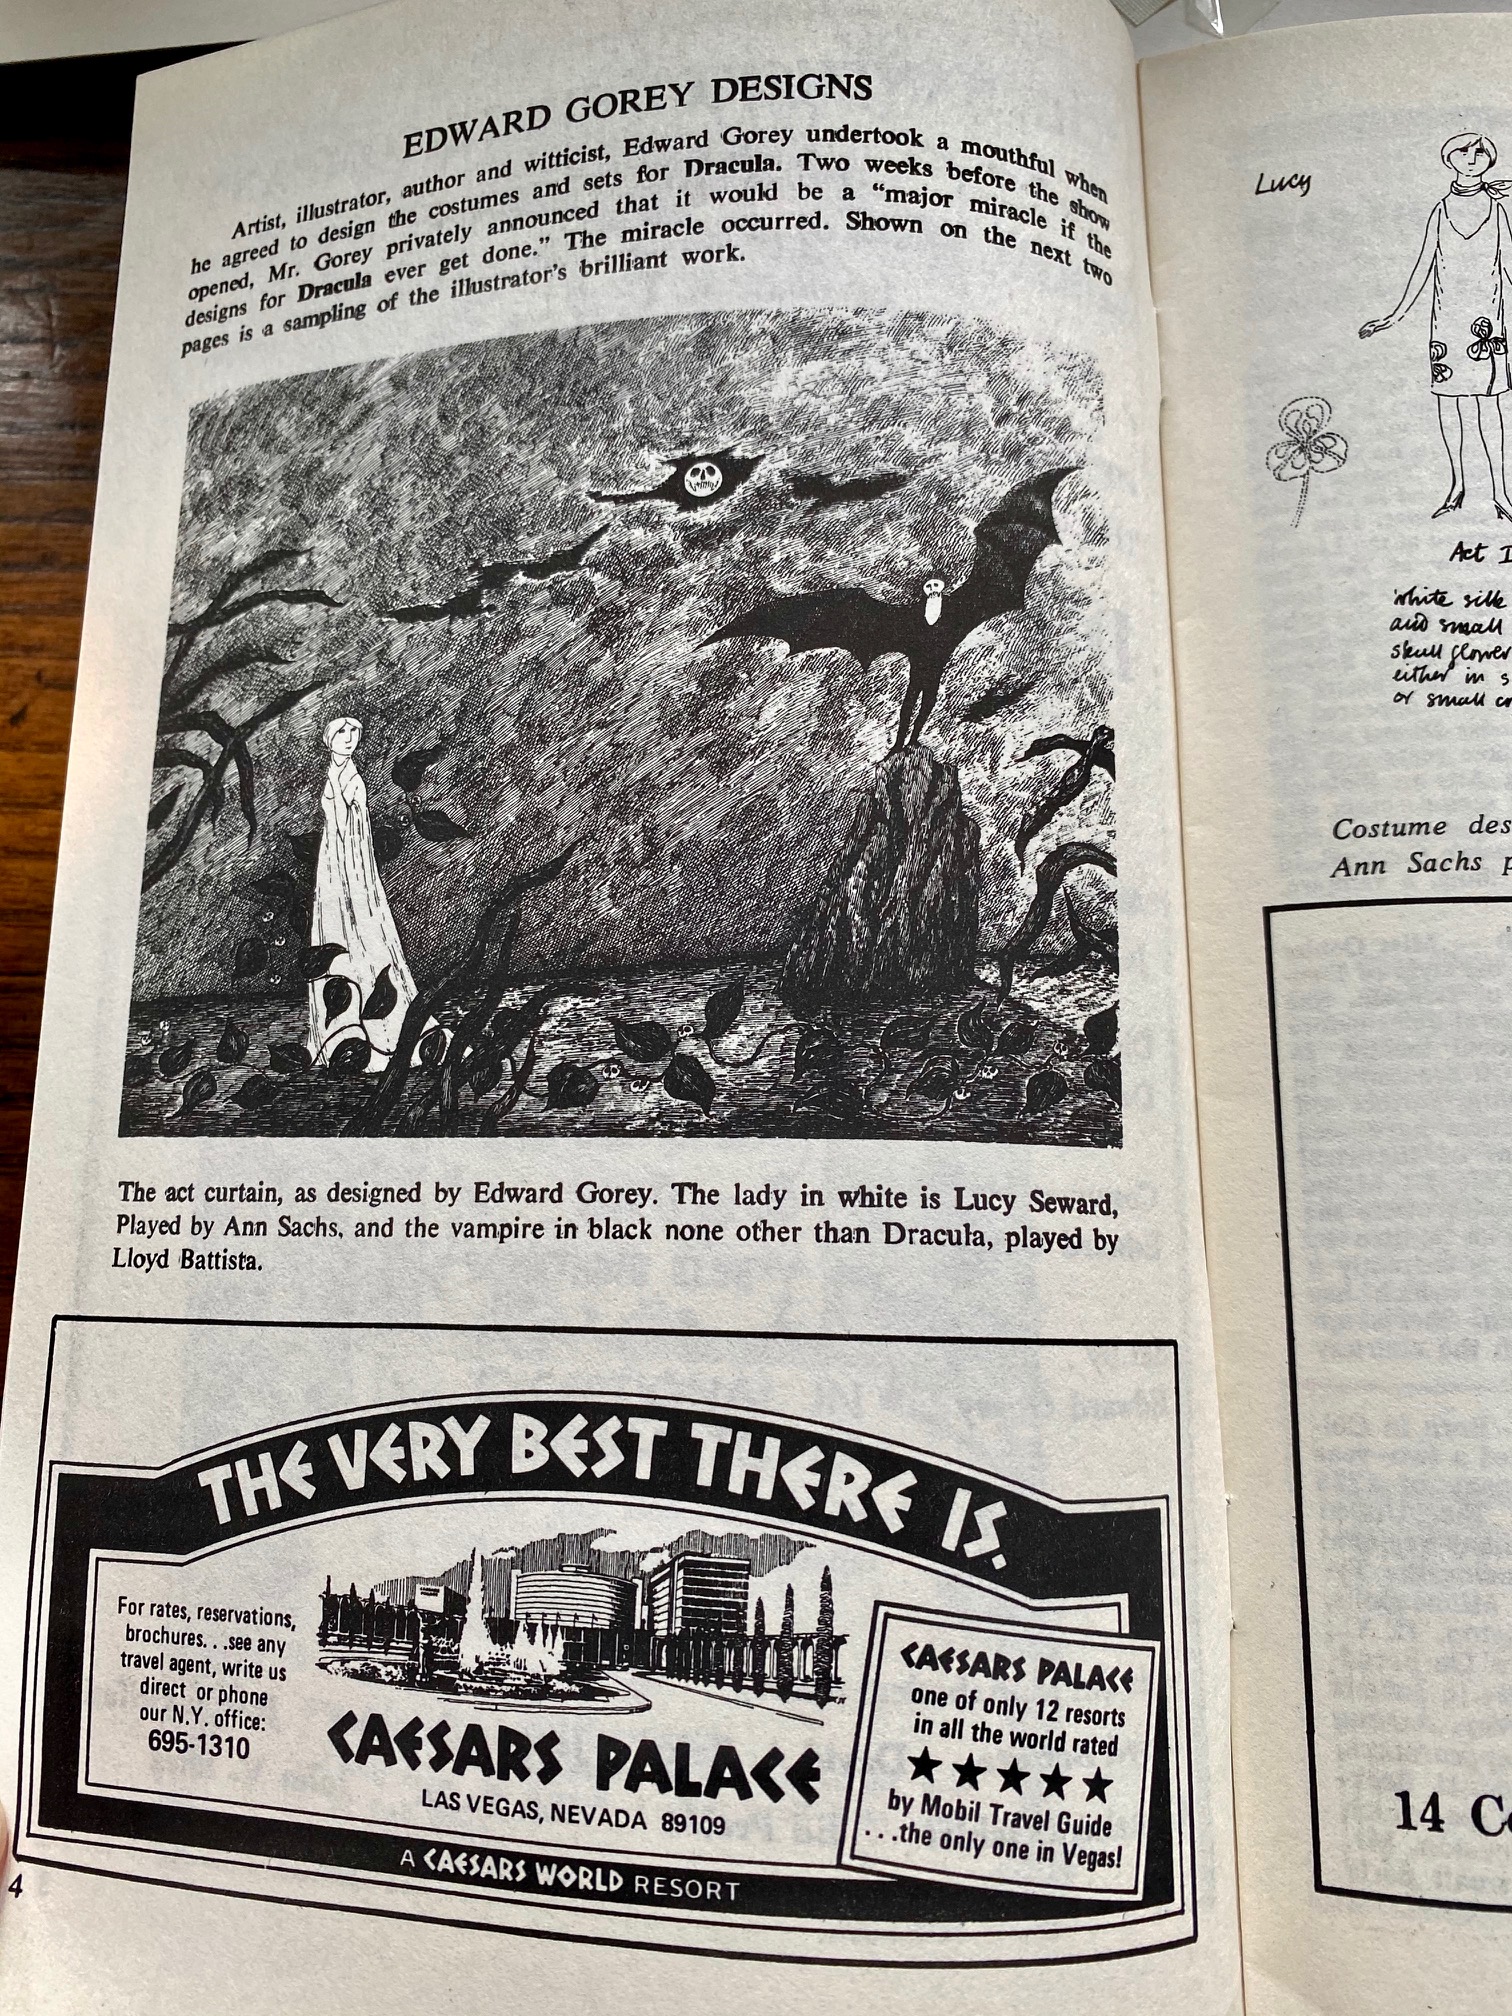 EDWARD GOREY DESIGNS
Artist, illustrator, author and witticist, Edward Gorey undertook a mouthful when
he agreed to design the costumes and sets for Dracula. Two weeks before the show
opened, Mr. Gorey privately announced that it would be a “major miracle if the
designs for Dracula ever get done.” The miracle occurred. Shown on the next two
pages is a sampling of the illustrator’s brilliant work.
The act curtain, as designed by Edward Gorey. The lady in white is Lucy Seward,
Played by Ann Sachs, and the vampire in black none other than Dracula, played by
Lloyd Battista.
THE VERY BEST THERE IS.
For rates, reservations,
brochures. . .see any
travel agent, write us
direct or phone
our N.Y. office:
695-1310
CAESARS PALACE
LAS VEGAS, NEVADA 89109
CAESARS PALACE
one of only 12 resorts
in all the world rated
★★★★★
by Mobil Travel Guide
. . .the only one in Vegas!
A CAESARS WORLD RESORT
4
Lucy
Act
white silk
and small
skull flower
either in
or small
Costume
Ann Sachs
14